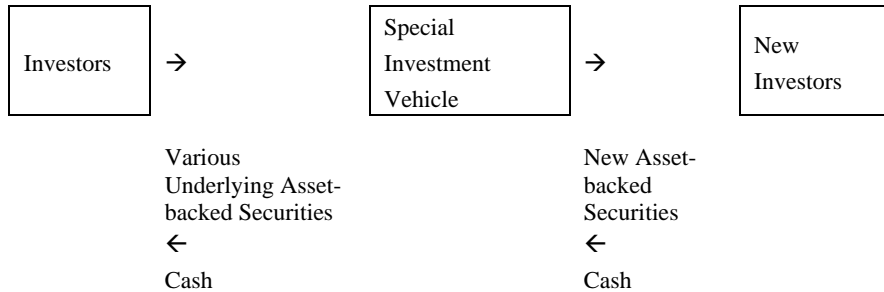 Investors
→
Special
Investment
Vehicle
→
New
Investors
Various
Underlying Asset-
backed Securities
←
Cash
New Asset-
backed
Securities
←
Cash